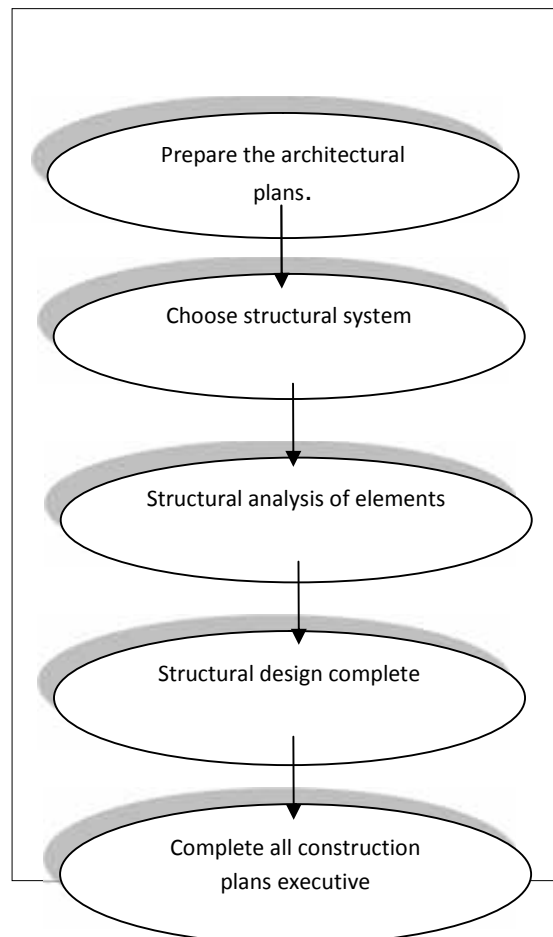 Prepare the architectural
plans.
Choose structural system
Structural analysis of elements
Structural design complete
Complete all construction
plans executive